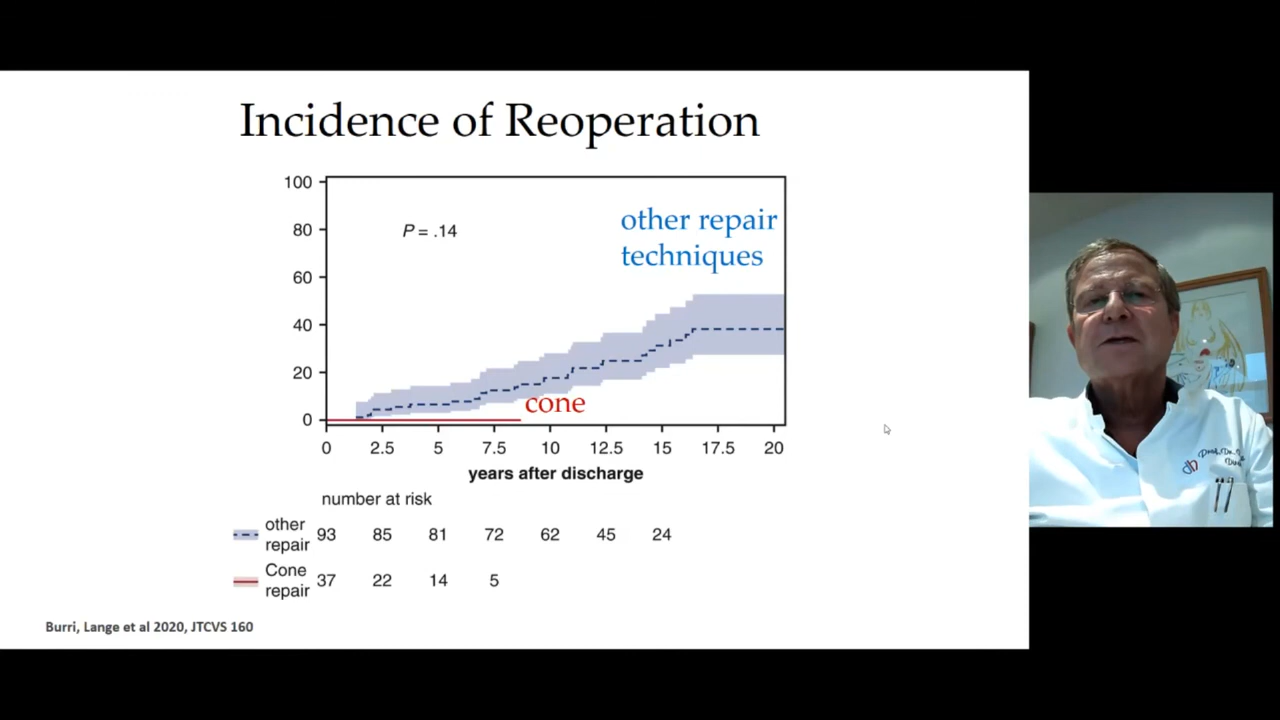 Incidence of Reoperation
100
80
60
40
20
0
P = .14
other repair
techniques
cone
0 2.5 5 7.5 10 12.5 15 17.5 20
years after discharge
number at risk
other
repair 93 85 81 72 62 45 24
Cone
repair 37 22 14 5
Burri, Lange et al 2020, JTCVS 160
Prof. Dr.